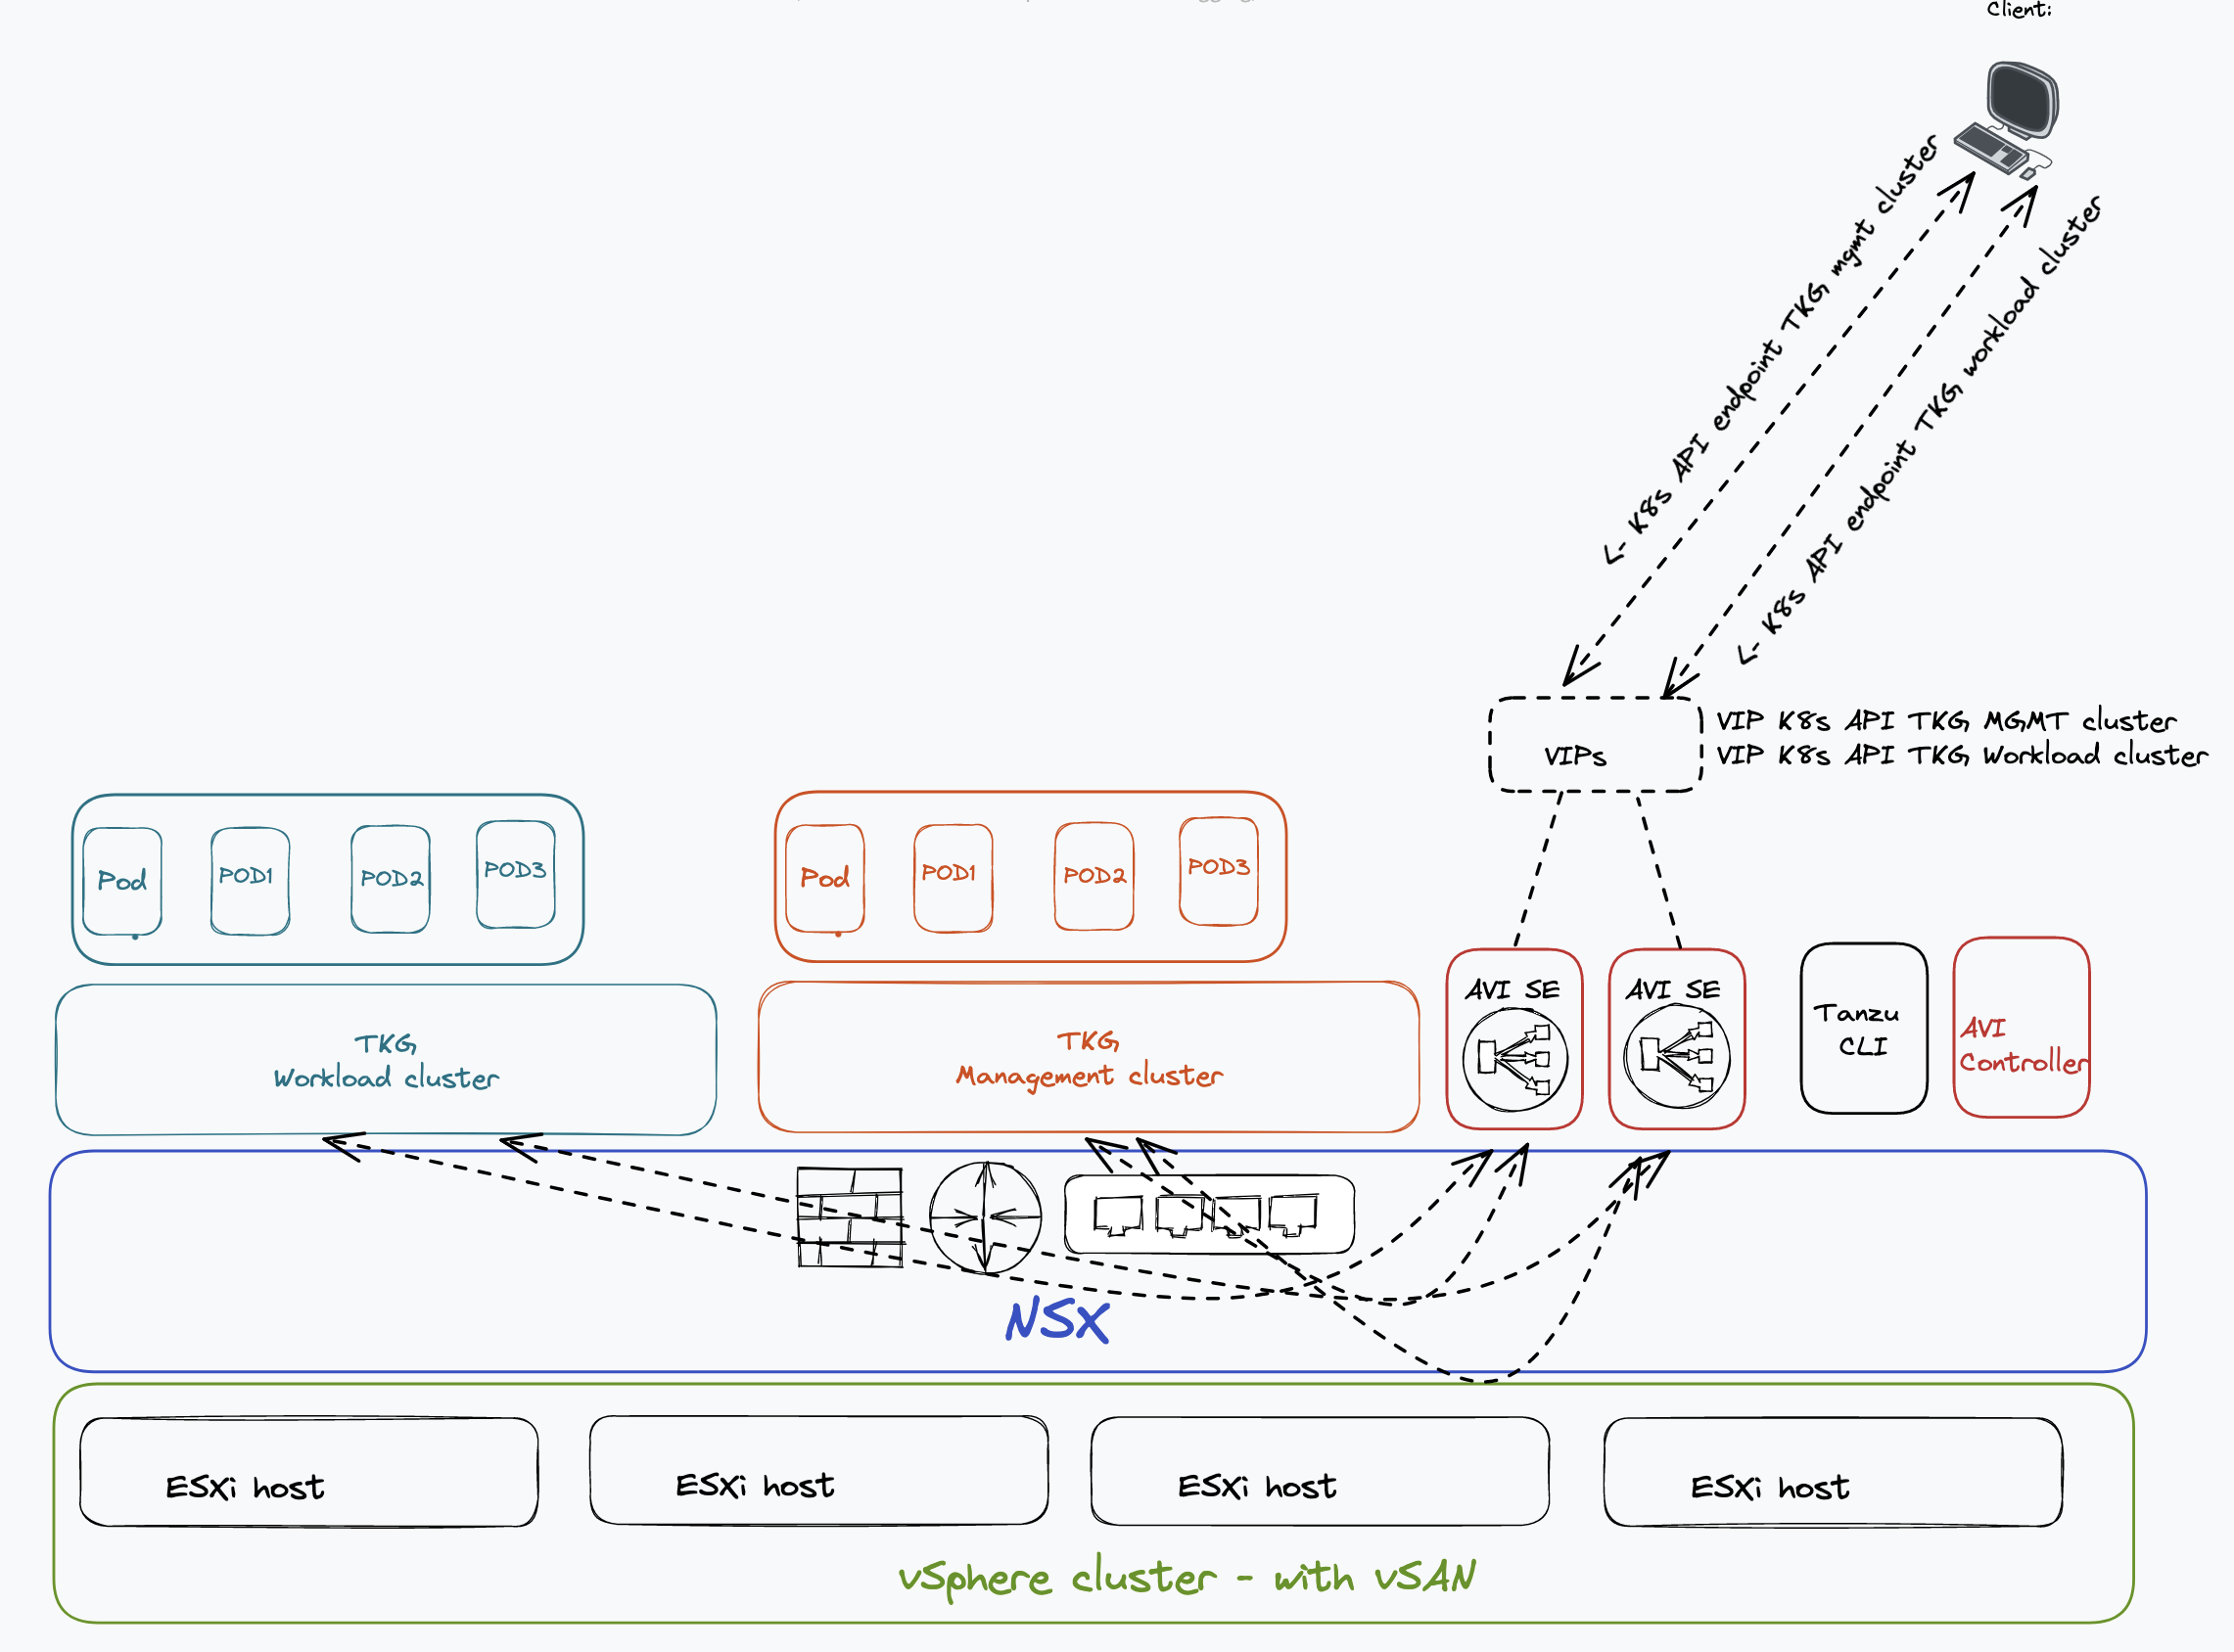 Client:
<- K8s API endpoint TKG mgmt cluster
<- K8s API endpoint TKG workload cluster
VIPs
VIP K8s API TKG MGMT cluster
VIP K8s API TKG Workload cluster
Pod
POD1
POD2
POD3
Pod
POD1
POD2
POD3
TKG
Workload cluster
TKG
Management cluster
AVI SE
AVI SE
Tanzu
CLI
AVI
Controller
NSX
ESXi host
ESXi host
ESXi host
ESXi host
vSphere cluster - with vSAN